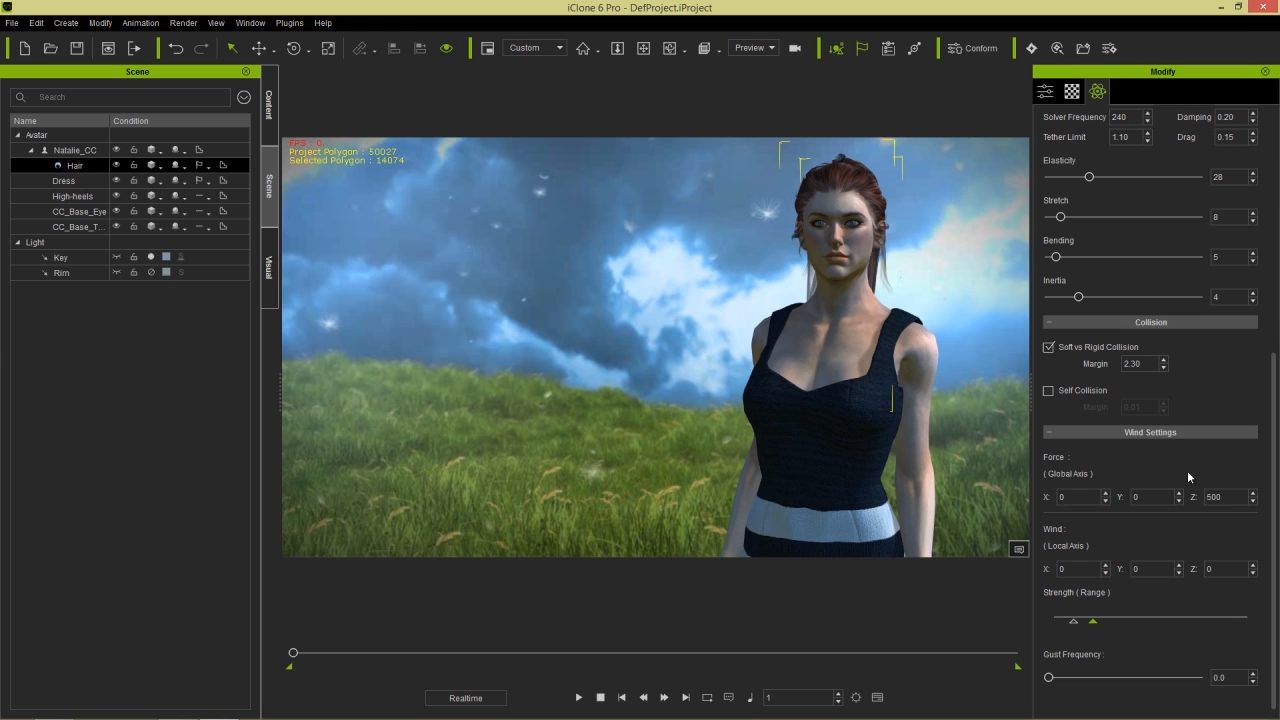 iClone 6 Pro - DefProject.iProject
File Edit Create Modify Animation Render View Window Plugins Help
Custom Preview Conform
Scene
Search
Name Condition
Avatar
Natalie_CC
Hair
Dress
High-heels
CC_Base_Eye
CC_Base_T...
Light
Key
Rim
Content
Scene
Visual
FPS : 0
Project Polygon : 50027
Selected Polygon : 14074
Realtime
1
Modify
Solver Frequency 240 Damping 0.20
Tether Limit 1.10 Drag 0.15
Elasticity
28
Stretch
8
Bending
5
Inertia
4
Collision
Soft vs Rigid Collision
Margin 2.30
Self Collision
Margin 0.01
Wind Settings
Force :
( Global Axis )
X: 0 Y: 0 Z: 500
Wind :
( Local Axis )
X: 0 Y: 0 Z: 0
Strength ( Range )
Gust Frequency :
0.0